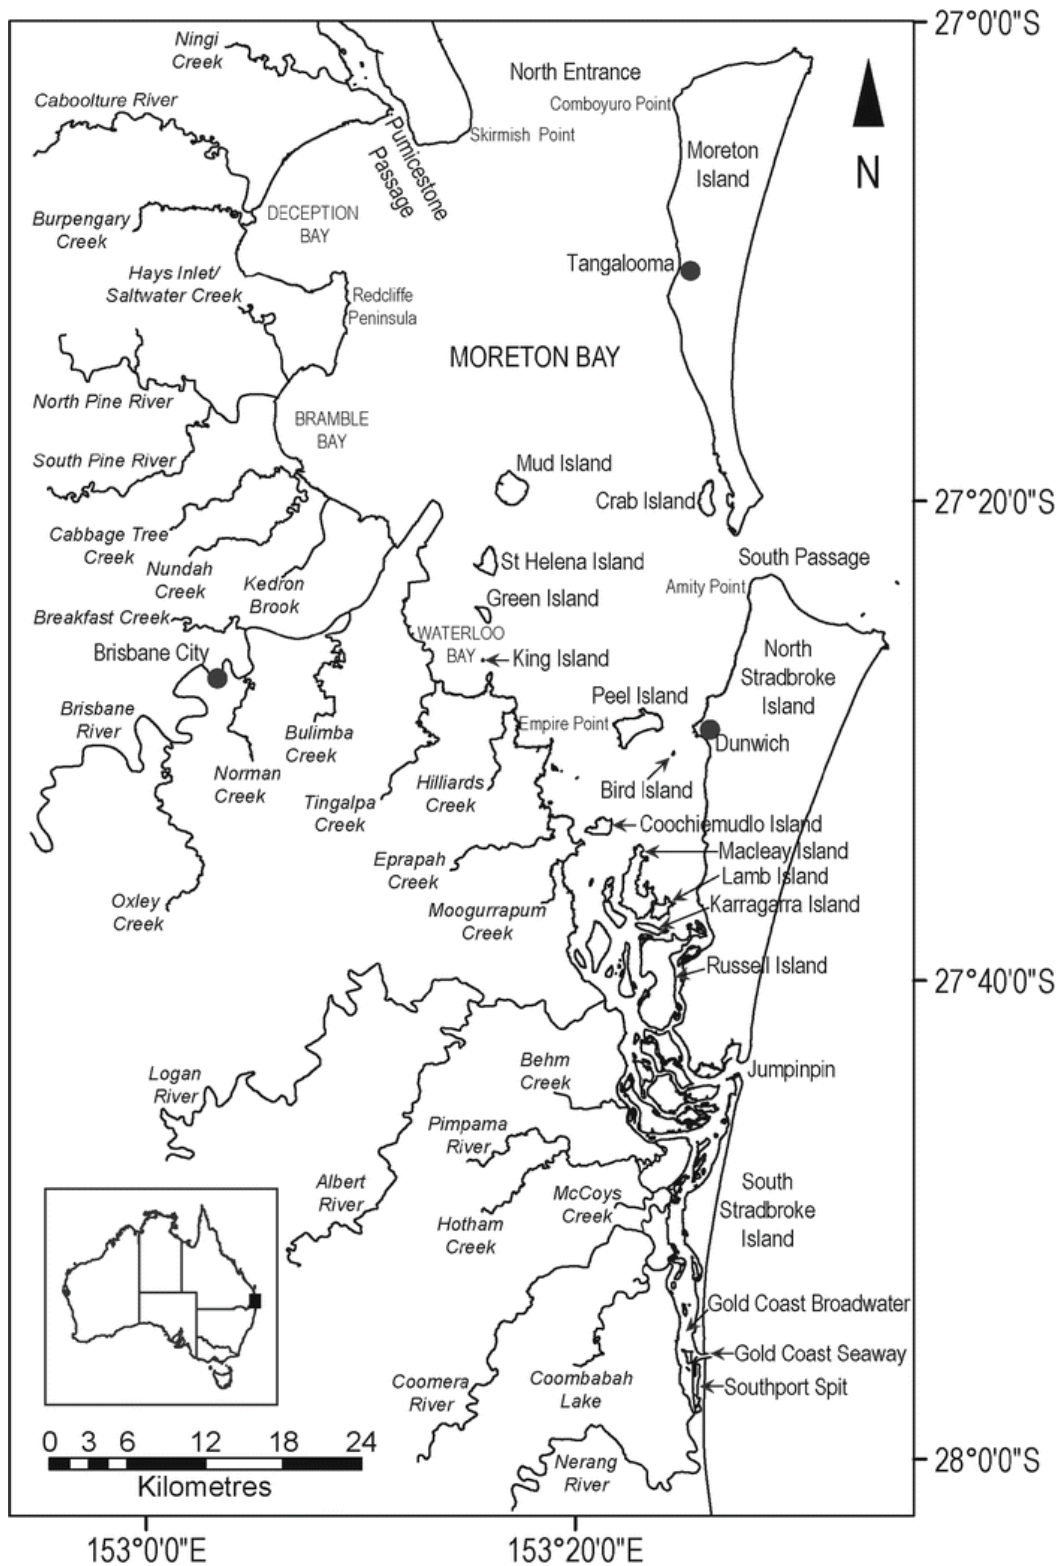 27°0'0"S
Ningi
Creek
North Entrance
Comboyuro Point
Caboolture River
Skirmish Point
Pumicestone
Passage
Moreton
Island
N
DECEPTION
BAY
Burpengary
Creek
Tangalooma
Hays Inlet/
Saltwater Creek
Redcliffe
Peninsula
MORETON BAY
North Pine River
BRAMBLE
BAY
South Pine River
Mud Island
Crab Island
27°20'0"S
Cabbage Tree
Creek
Nundah
Creek
Kedron
Brook
St Helena Island
South Passage
Amity Point
Green Island
Breakfast Creek
WATERLOO
BAY
King Island
Brisbane City
North
Stradbroke
Island
Peel Island
Brisbane
River
Empire Point
Dunwich
Bulimba
Creek
Norman
Creek
Hilliards
Creek
Tingalpa
Creek
Bird Island
Coochiemudlo Island
Macleay Island
Eprapah
Creek
Lamb Island
Karragarra Island
Oxley
Creek
Moogurrapum
Creek
Russell Island
27°40'0"S
Behm
Creek
Jumpinpin
Logan
River
Pimpama
River
Albert
River
McCoys
Creek
South
Stradbroke
Island
Hotham
Creek
Gold Coast Broadwater
Gold Coast Seaway
Coomera
River
Coombabah
Lake
Southport Spit
0 3 6 12 18 24
Kilometres
Nerang
River
28°0'0"S
153°0'0"E
153°20'0"E